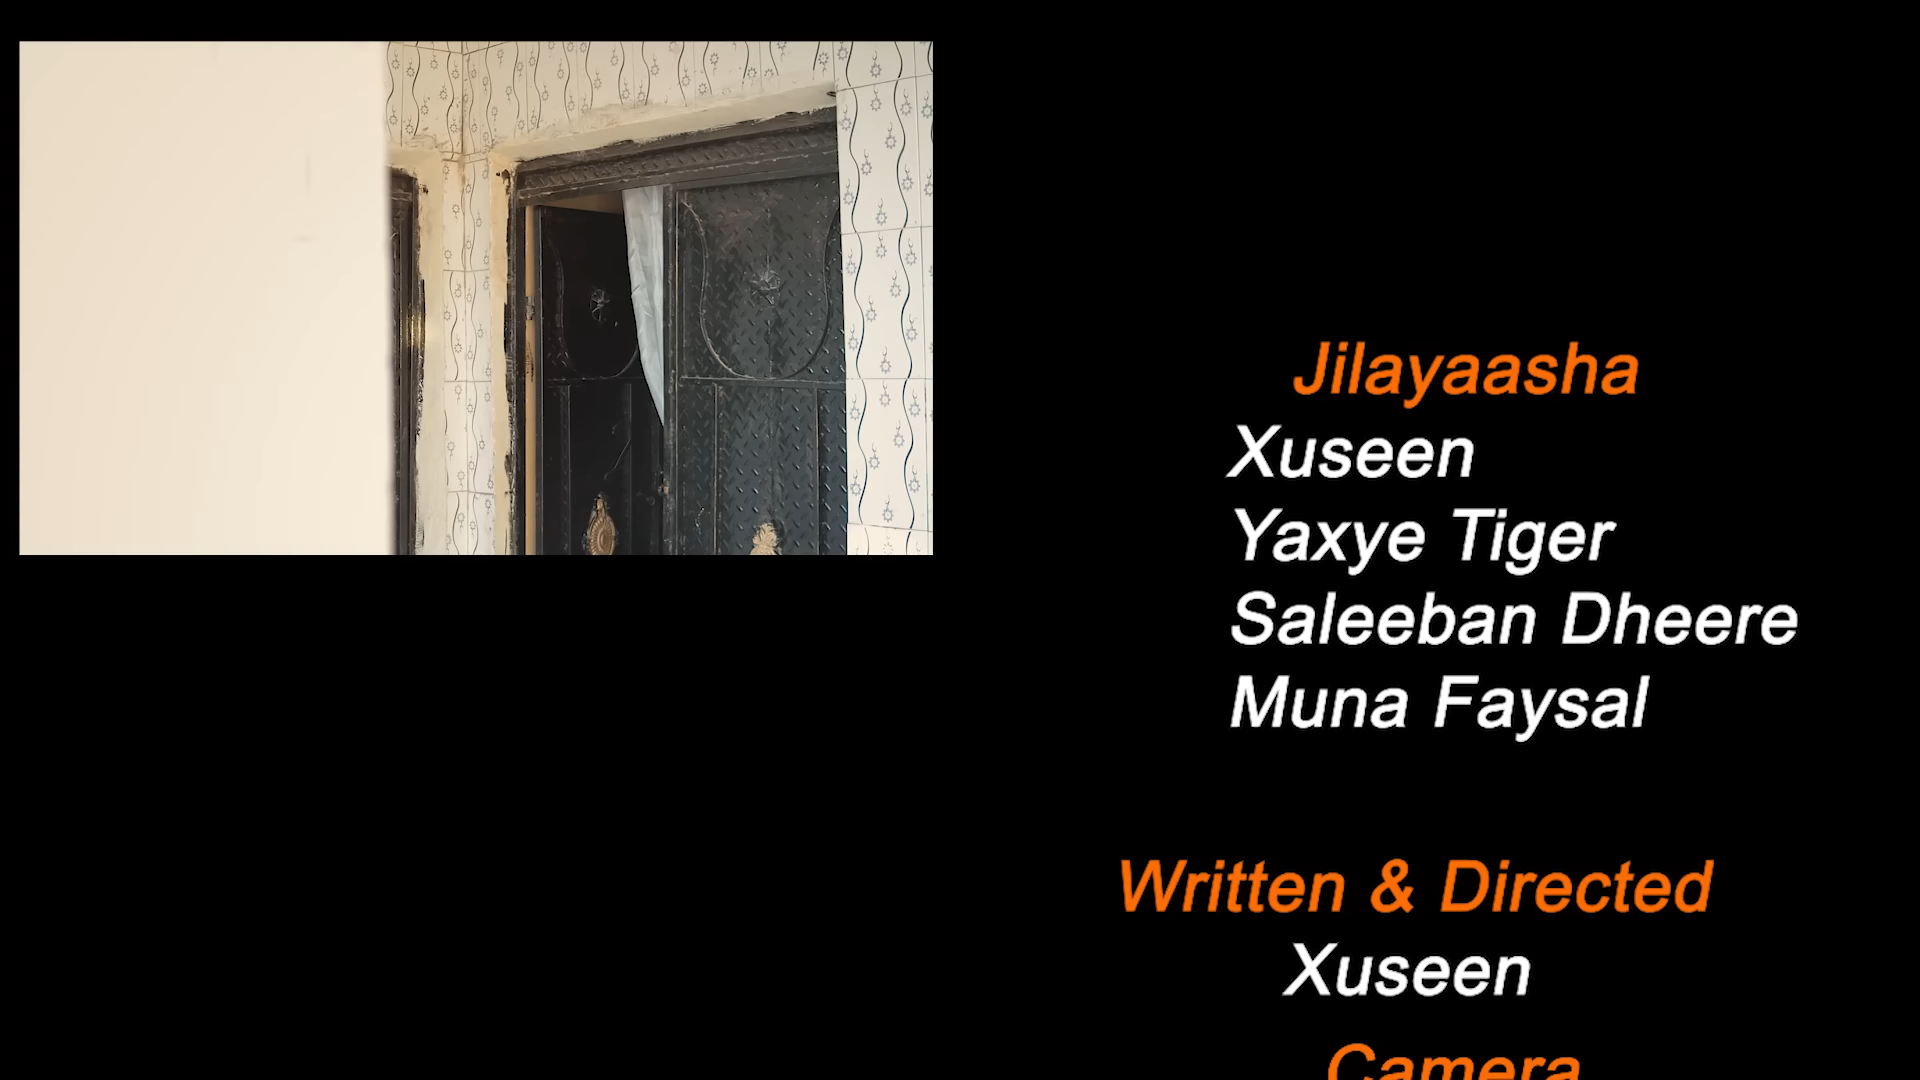 Jilayaasha
Xuseen
Yaxye Tiger
Saleeban Dheere
Muna Faysal
Written & Directed
Xuseen
Camera